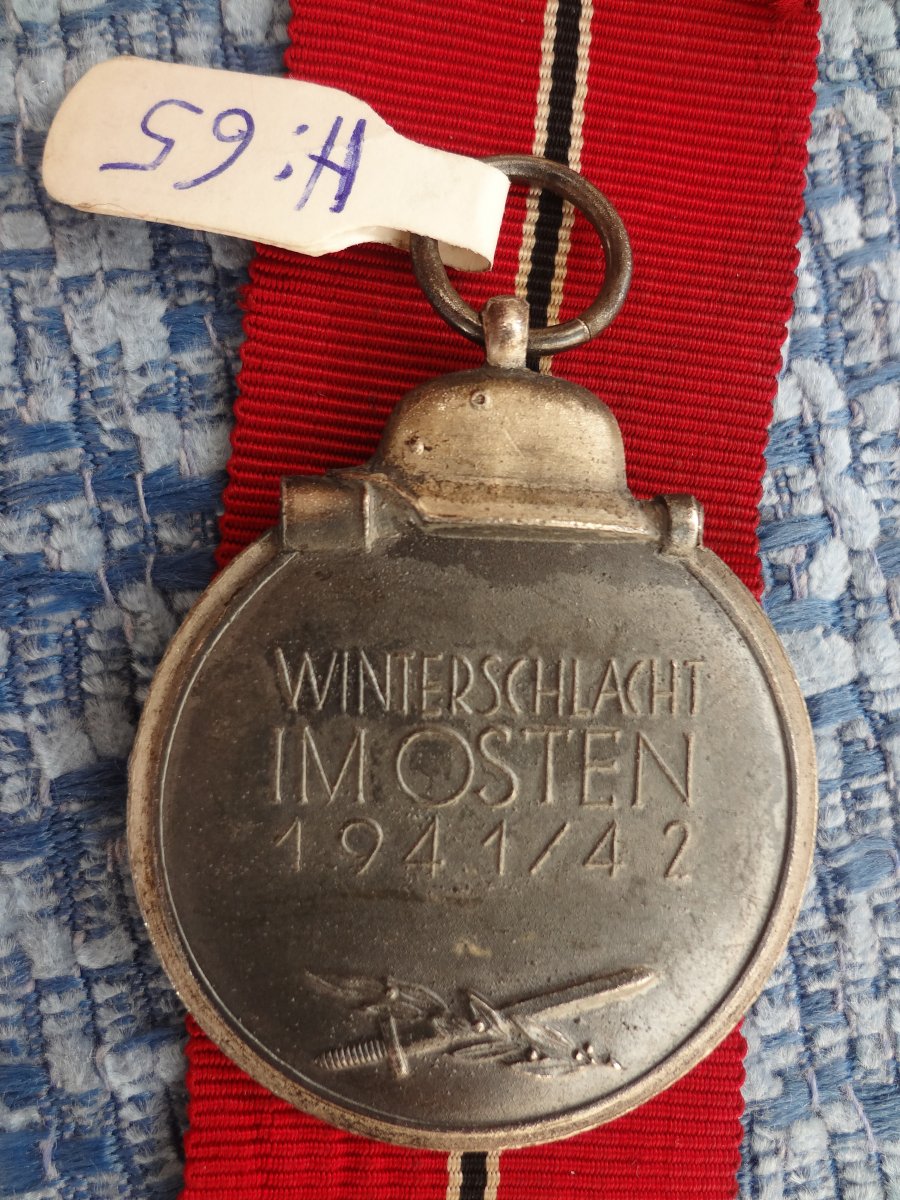 H: 65
WINTERSCHLACHT
IM OSTEN
1941/42